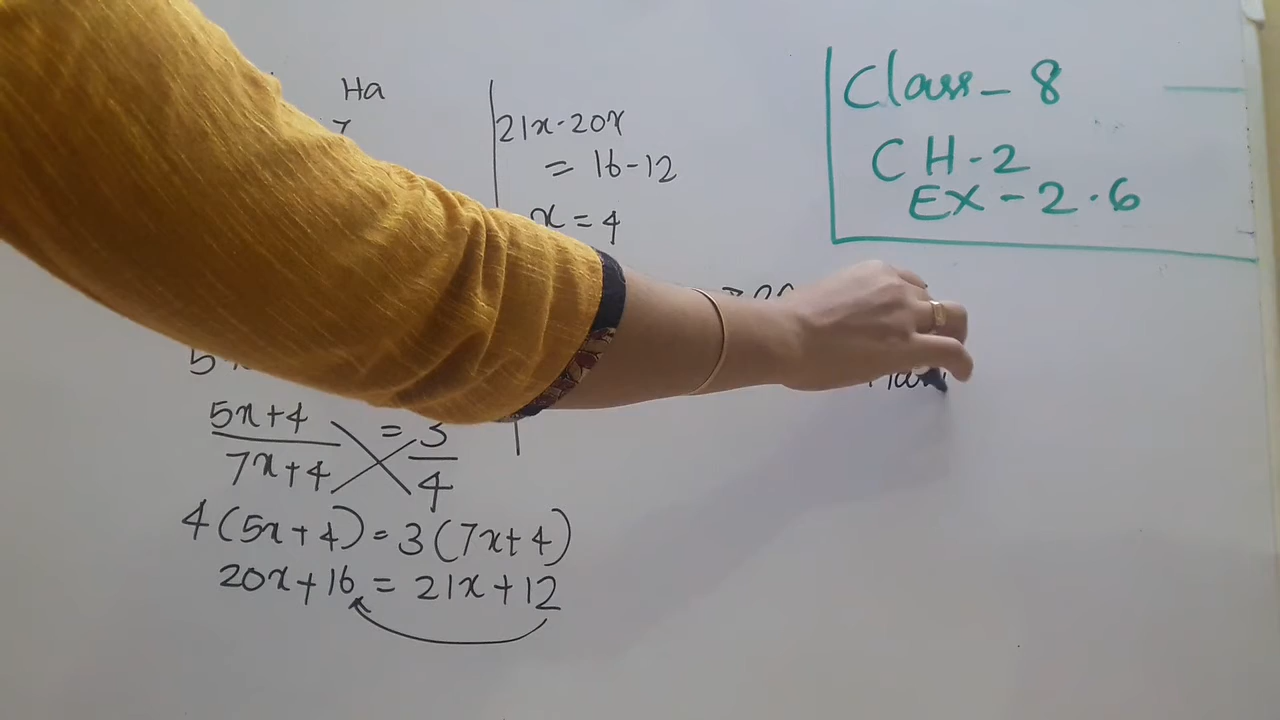 Ha
7
5x+4
7x+4
= 3
4
4(5x+4)=3(7x+4)
20x+16 = 21x+12
21x-20x
= 16-12
x = 4
Class - 8
CH-2
EX - 2.6